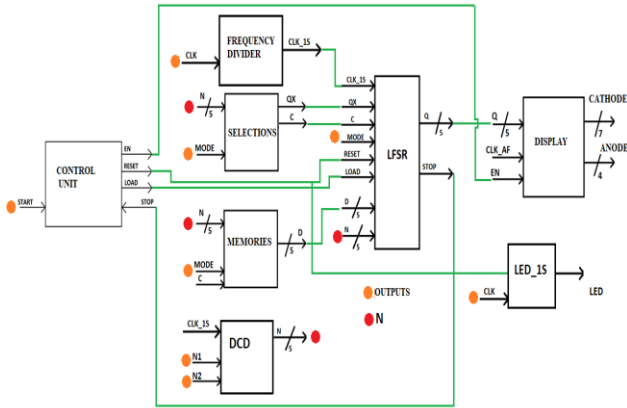 FREQUENCY
DIVIDER
CLK
CLK_1S
N
5
MODE
SELECTIONS
QX
C
CONTROL
UNIT
START
EN
RESET
LOAD
STOP
N
5
MODE
C
MEMORIES
D
5
CLK_1S
N1
N2
DCD
N
5
CLK_1S
QX
C
MODE
RESET
LOAD
D
5
N
5
LFSR
Q
5
STOP
Q
5
CLK_AF
EN
DISPLAY
CATHODE
7
ANODE
4
CLK
LED_1S
LED
OUTPUTS
N